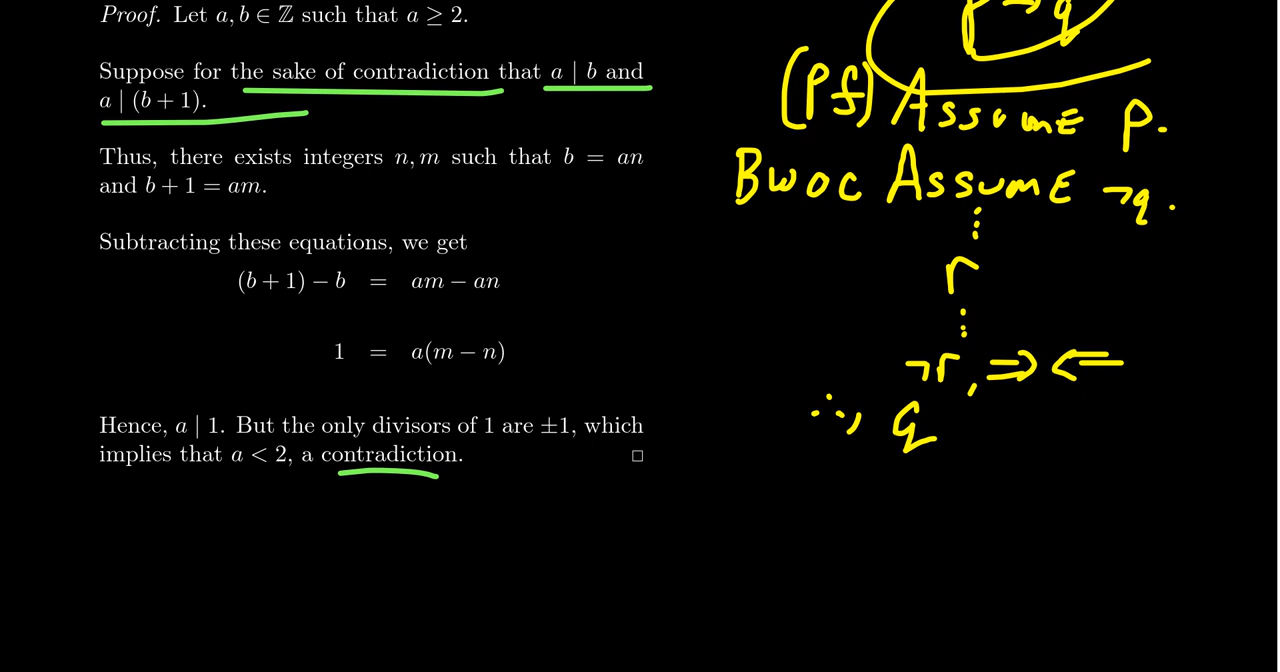 Proof. Let a, b ∈ ℤ such that a ≥ 2.
Suppose for the sake of contradiction that a | b and
a | (b + 1).
Thus, there exists integers n, m such that b = an
and b + 1 = am.
Subtracting these equations, we get
(b + 1) − b = am − an
1 = a(m − n)
Hence, a | 1. But the only divisors of 1 are ±1, which
implies that a < 2, a contradiction. □
p → q
(Pf) Assume p.
BWOC Assume ¬q.
⋮
r
⋮
¬r, ⇒⇐
∴, q